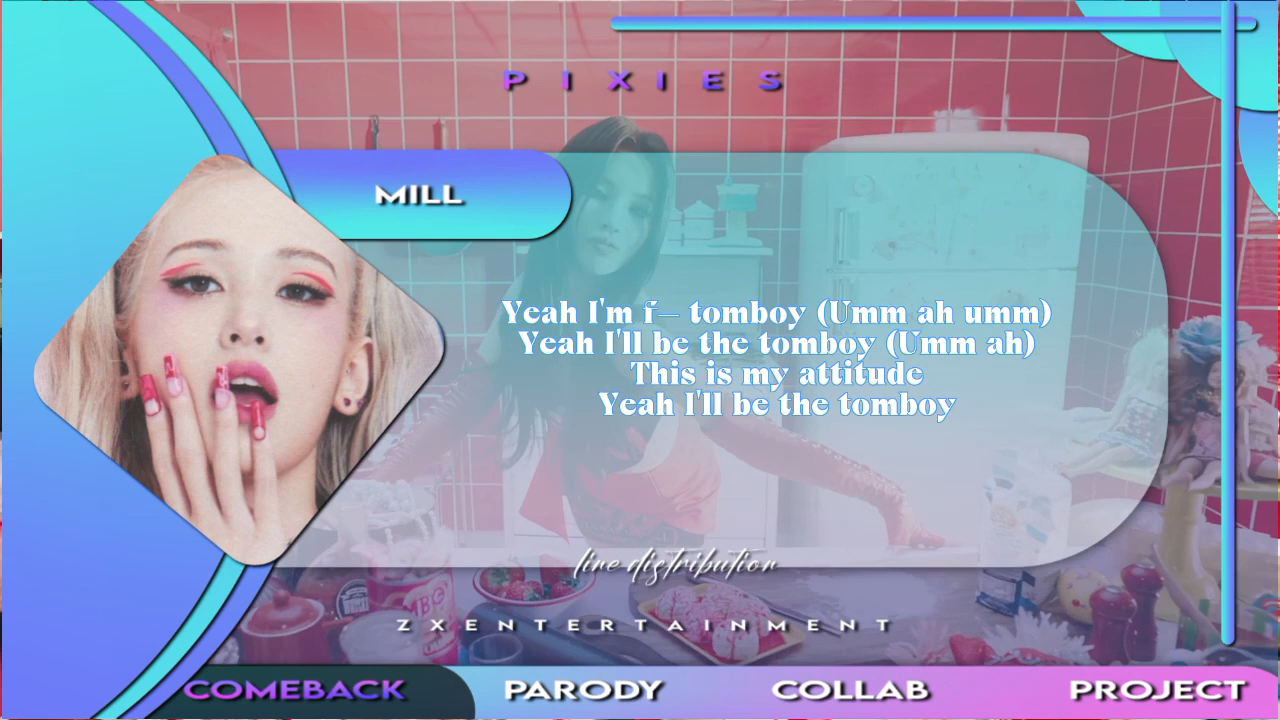 PIXIES
MILL
Yeah I'm f— tomboy (Umm ah umm)
Yeah I'll be the tomboy (Umm ah)
This is my attitude
Yeah I'll be the tomboy
line distribution
ZXENTERTAINMENT
COMEBACK PARODY COLLAB PROJECT